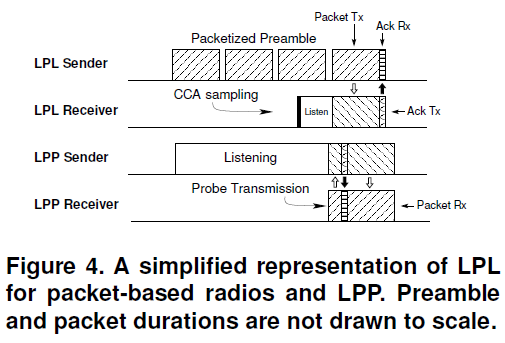 Packet Tx
Ack Rx
Packetized Preamble
LPL Sender
CCA sampling
LPL Receiver
Listen
Ack Tx
LPP Sender
Listening
Probe Transmission
LPP Receiver
Packet Rx
Figure 4. A simplified representation of LPL
for packet-based radios and LPP. Preamble
and packet durations are not drawn to scale.